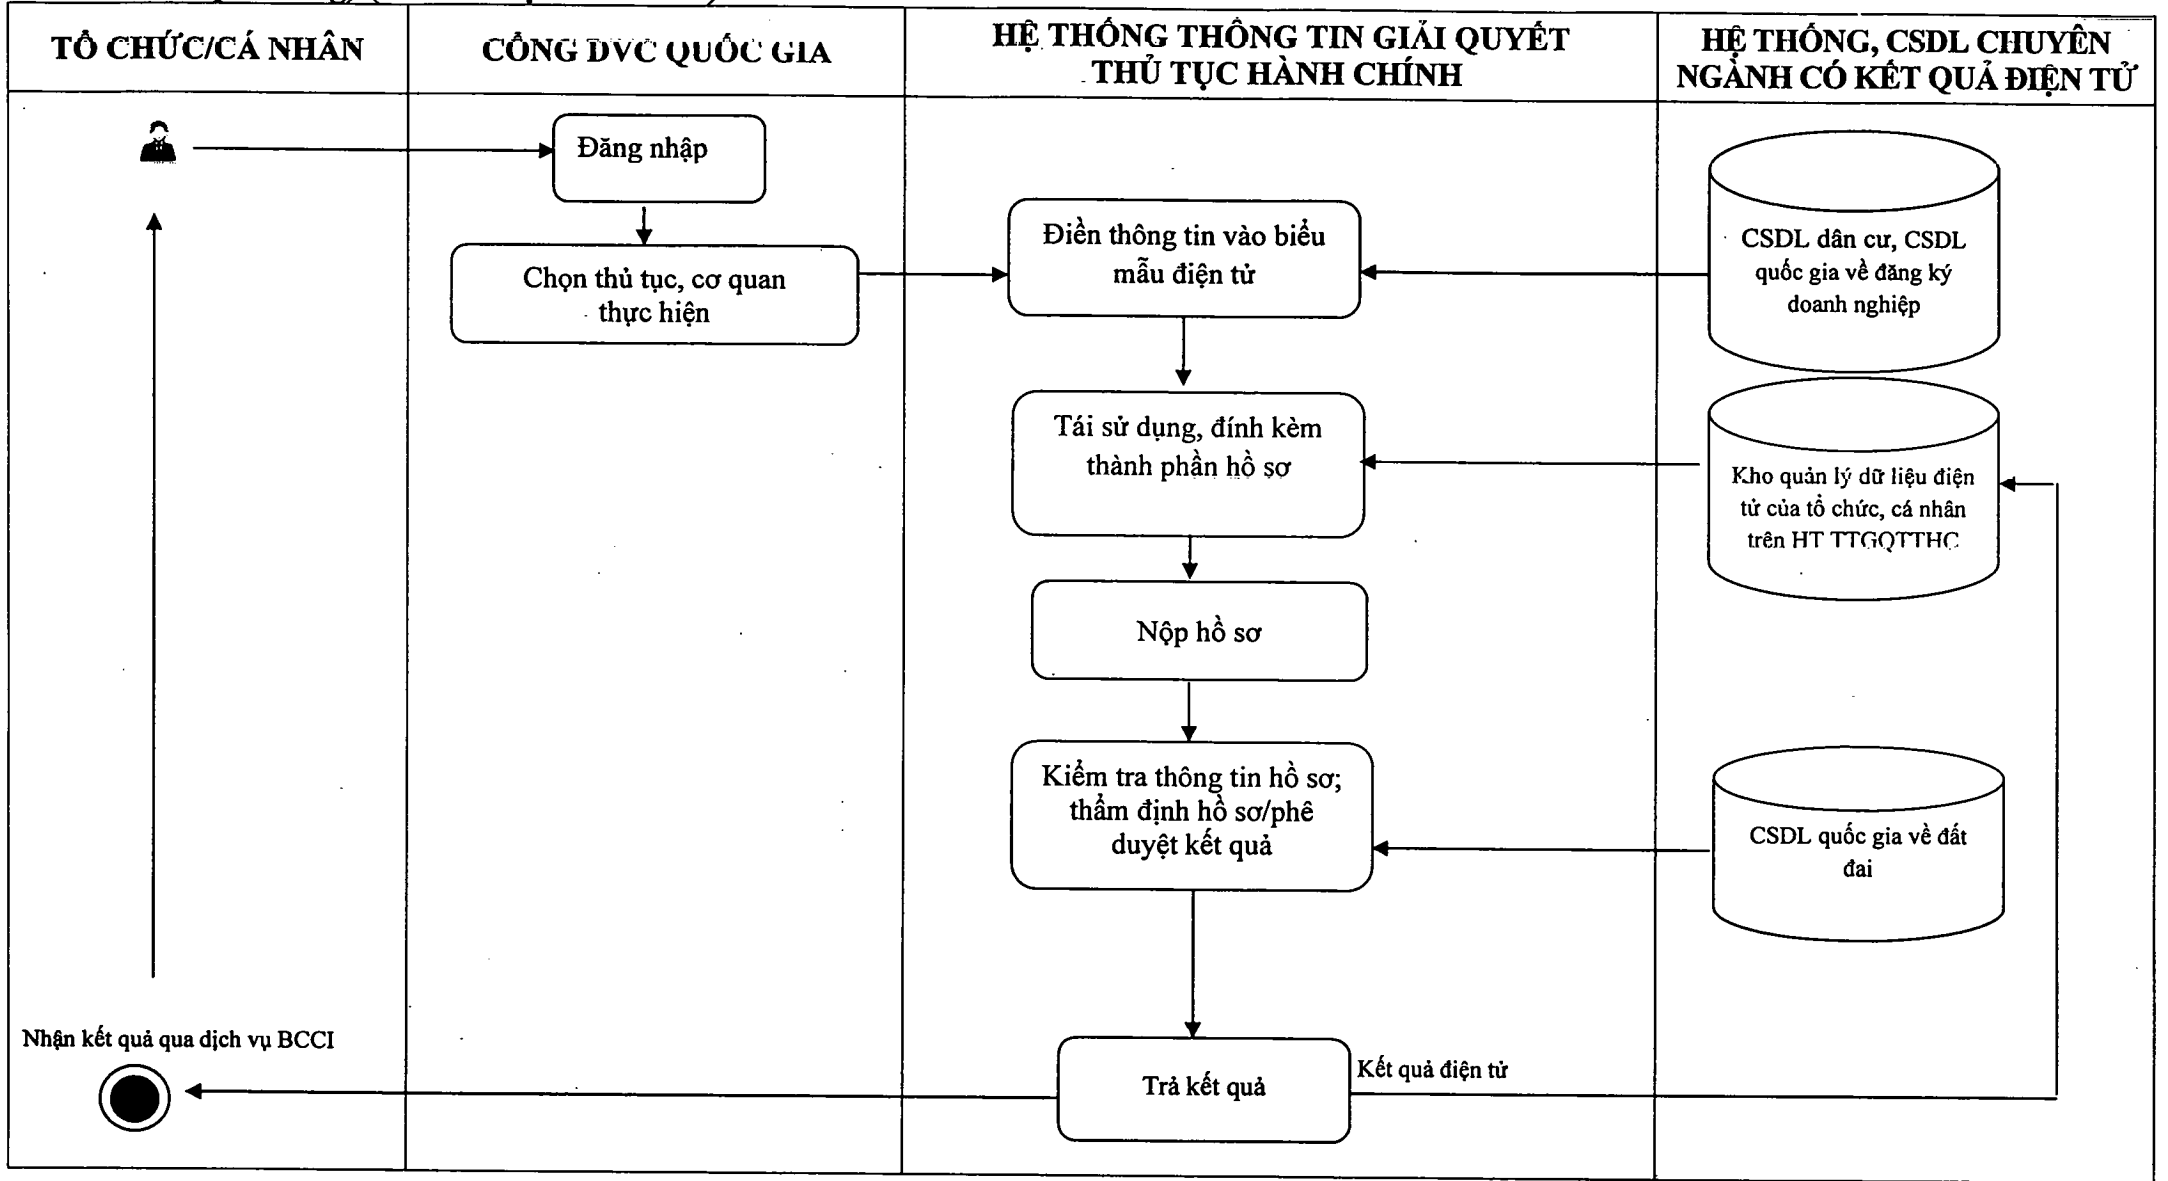 TỔ CHỨC/CÁ NHÂN
CỔNG DVC QUỐC GIA
HỆ THỐNG THÔNG TIN GIẢI QUYẾT
THỦ TỤC HÀNH CHÍNH
HỆ THỐNG, CSDL CHUYÊN
NGÀNH CÓ KẾT QUẢ ĐIỆN TỬ
Đăng nhập
Chọn thủ tục, cơ quan
thực hiện
Điền thông tin vào biểu
mẫu điện tử
CSDL dân cư, CSDL
quốc gia về đăng ký
doanh nghiệp
Tái sử dụng, đính kèm
thành phần hồ sơ
Kho quản lý dữ liệu điện
tử của tổ chức, cá nhân
trên HT TTGQTTHC
Nộp hồ sơ
Kiểm tra thông tin hồ sơ;
thẩm định hồ sơ/phê
duyệt kết quả
CSDL quốc gia về đất
đai
Nhận kết quả qua dịch vụ BCCI
Trả kết quả
Kết quả điện tử